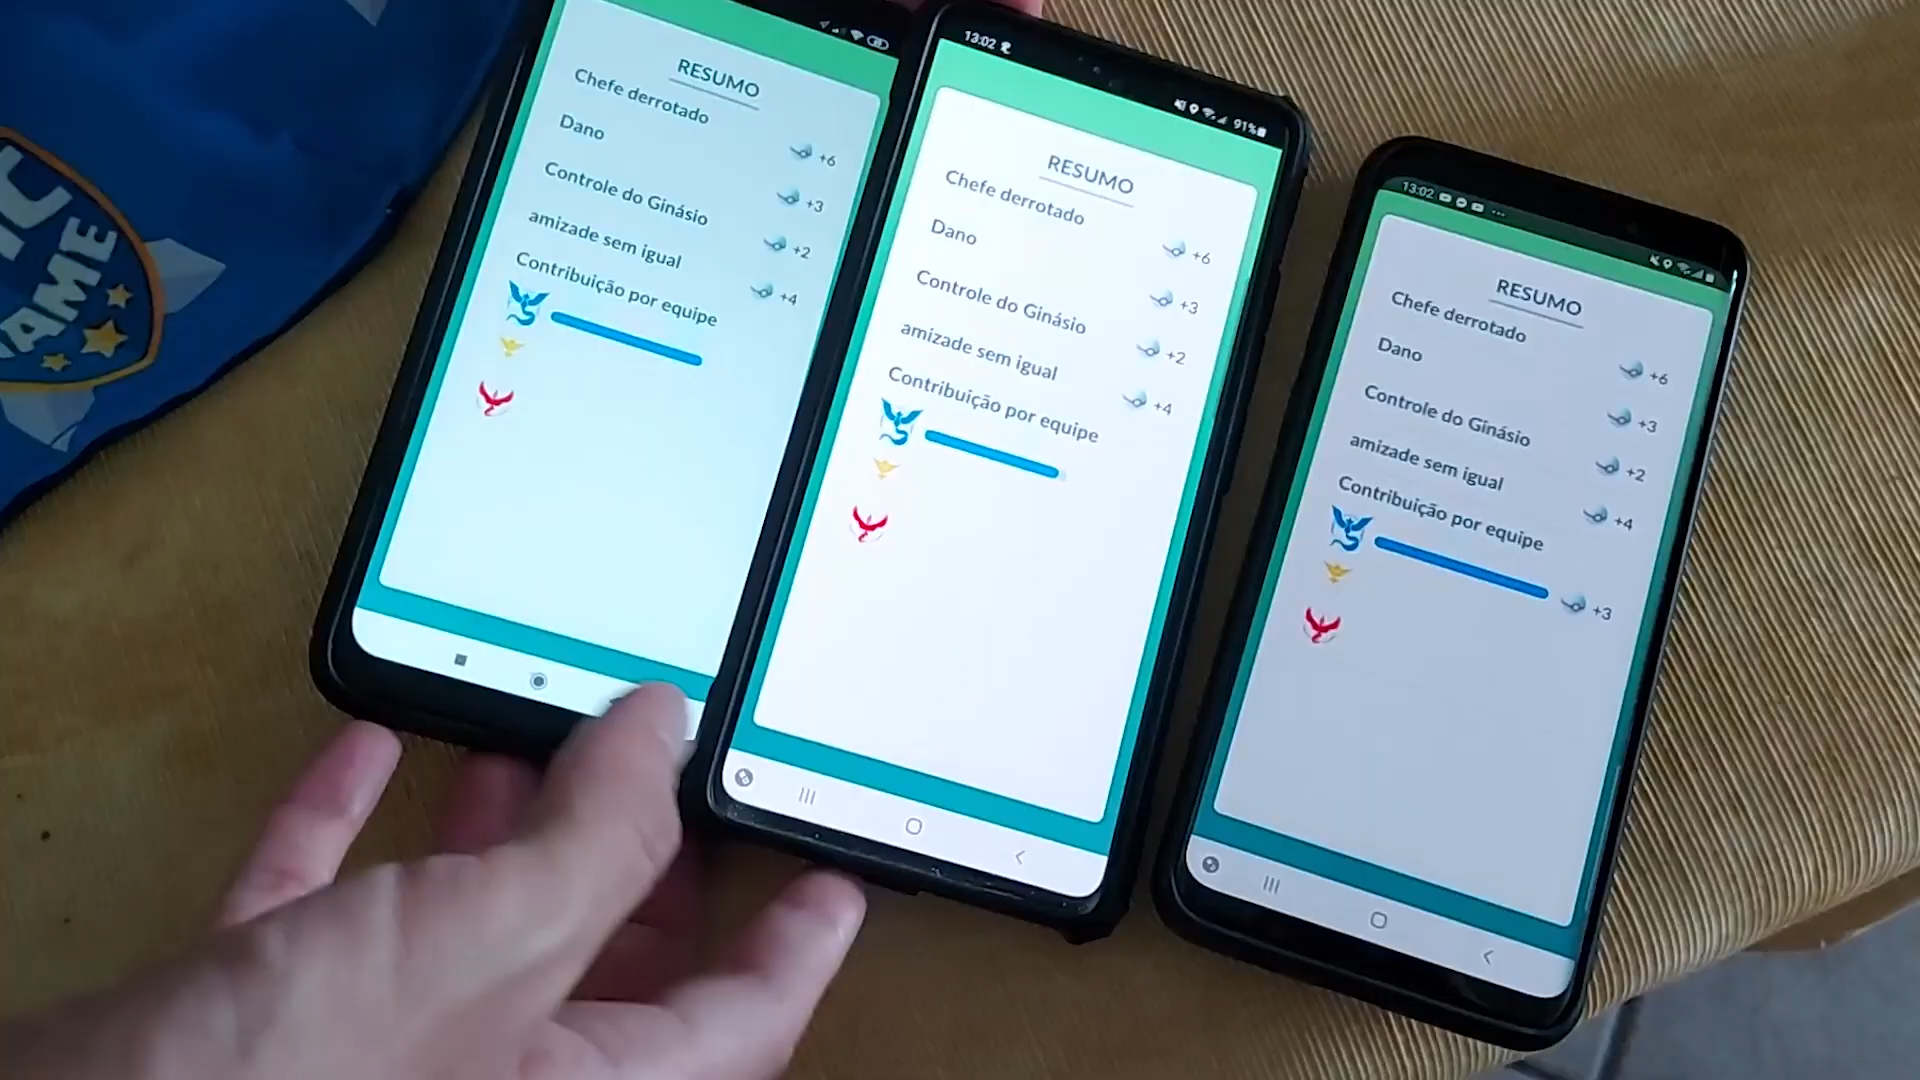 C
AME
RESUMO
Chefe derrotado
+6
Dano
+3
Controle do Ginásio
+2
amizade sem igual
+4
Contribuição por equipe
13:02
91%
RESUMO
Chefe derrotado
+6
Dano
+3
Controle do Ginásio
+2
amizade sem igual
+4
Contribuição por equipe
13:02
RESUMO
Chefe derrotado
+6
Dano
+3
Controle do Ginásio
+2
amizade sem igual
+4
Contribuição por equipe
+3